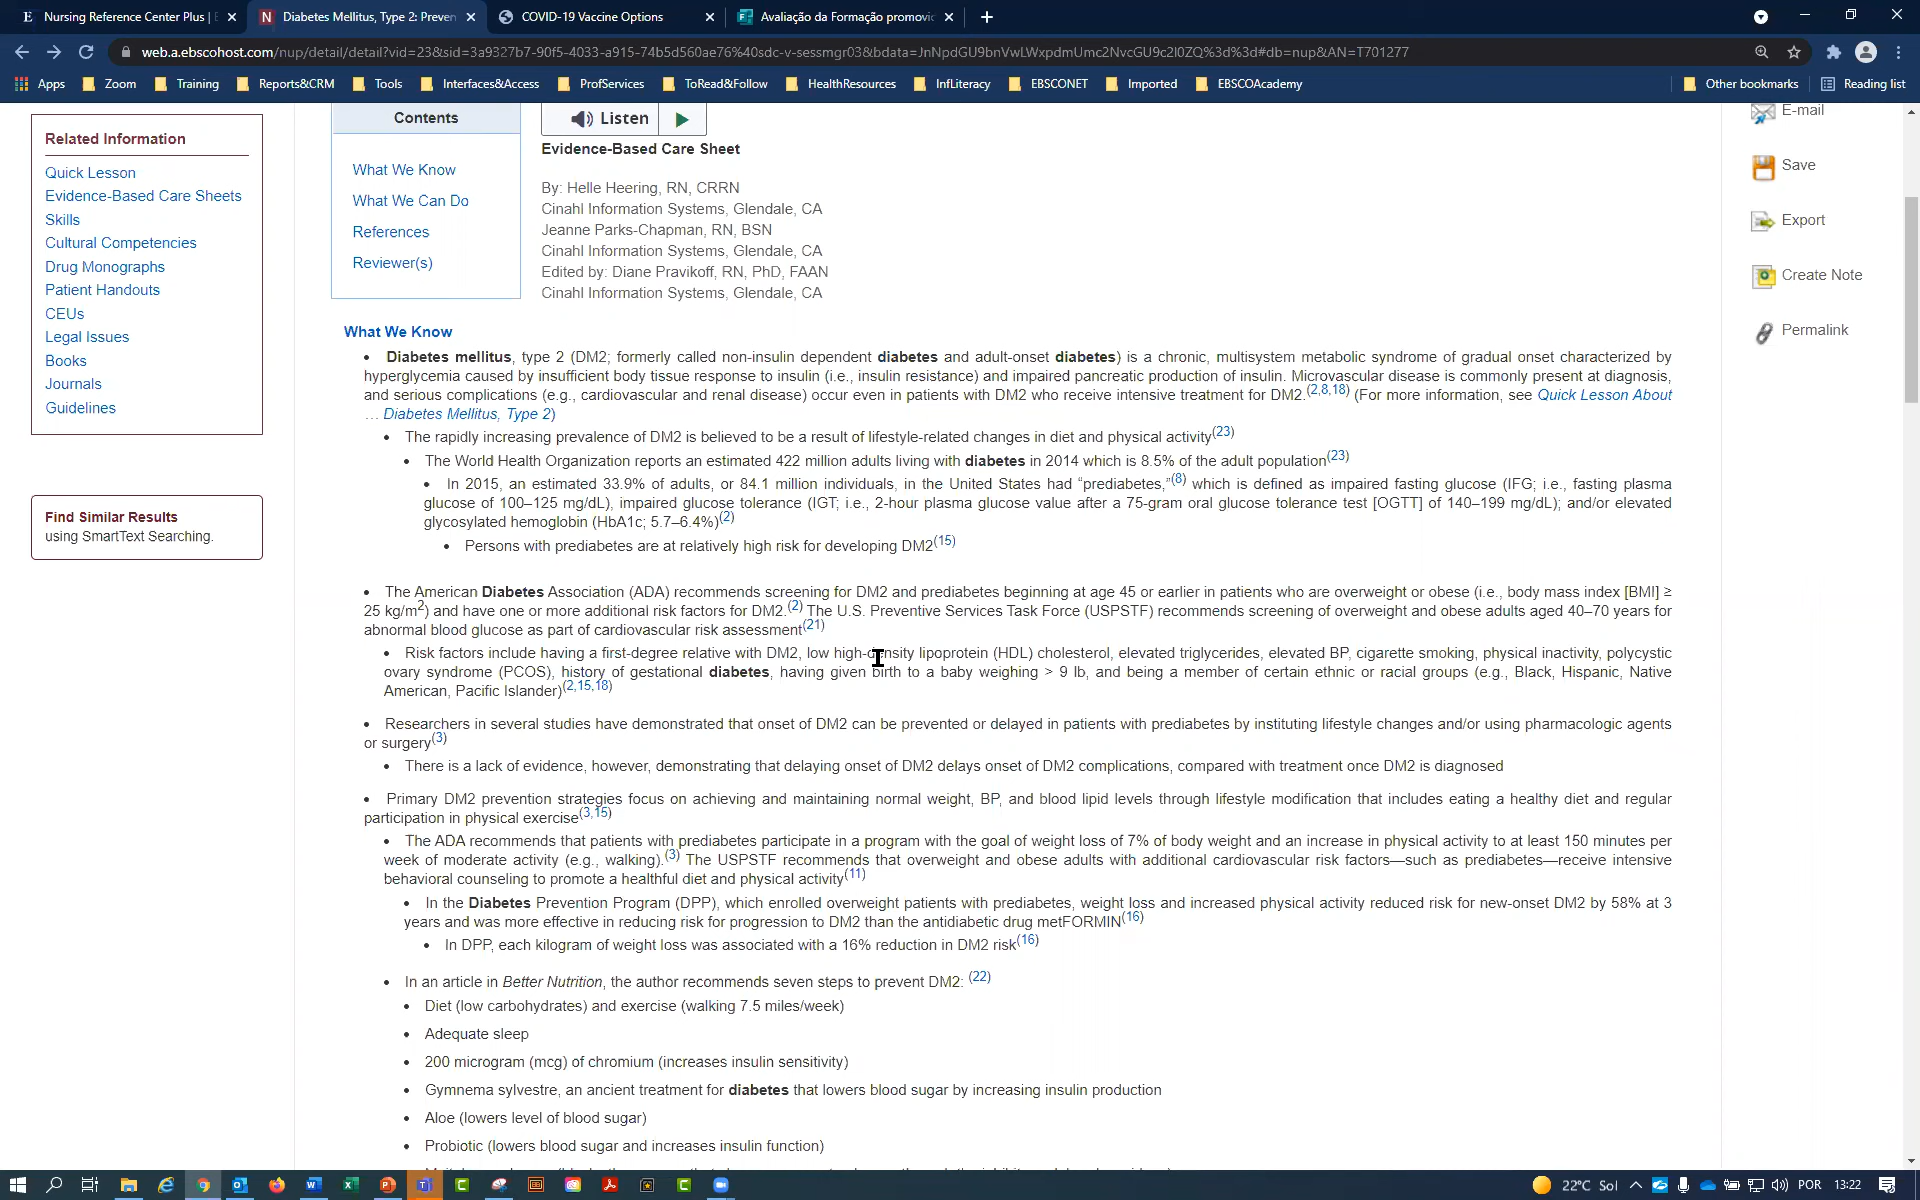 Nursing Reference Center Plus |
Diabetes Mellitus, Type 2: Preven
COVID-19 Vaccine Options
Avaliação da Formação promovid
web.a.ebscohost.com/nup/detail/detail?vid=23&sid=3a9327b7-90f5-4033-a915-74b5d560ae76%40sdc-v-sessmgr03&bdata=JnNpdGU9bnVwLWxpdmUmc2NvcGU9c2l0ZQ%3d%3d#db=nup&AN=T701277
Apps Zoom Training Reports&CRM Tools Interfaces&Access ProfServices ToRead&Follow HealthResources InfLiteracy EBSCONET Imported EBSCOAcademy Other bookmarks Reading list
Related Information
Quick Lesson
Evidence-Based Care Sheets
Skills
Cultural Competencies
Drug Monographs
Patient Handouts
CEUs
Legal Issues
Books
Journals
Guidelines
Find Similar Results
using SmartText Searching.
Contents
What We Know
What We Can Do
References
Reviewer(s)
Listen
Evidence-Based Care Sheet
By: Helle Heering, RN, CRRN
Cinahl Information Systems, Glendale, CA
Jeanne Parks-Chapman, RN, BSN
Cinahl Information Systems, Glendale, CA
Edited by: Diane Pravikoff, RN, PhD, FAAN
Cinahl Information Systems, Glendale, CA
What We Know
• Diabetes mellitus, type 2 (DM2; formerly called non-insulin dependent diabetes and adult-onset diabetes) is a chronic, multisystem metabolic syndrome of gradual onset characterized by
hyperglycemia caused by insufficient body tissue response to insulin (i.e., insulin resistance) and impaired pancreatic production of insulin. Microvascular disease is commonly present at diagnosis,
and serious complications (e.g., cardiovascular and renal disease) occur even in patients with DM2 who receive intensive treatment for DM2.(2,8,18) (For more information, see Quick Lesson About
… Diabetes Mellitus, Type 2)
• The rapidly increasing prevalence of DM2 is believed to be a result of lifestyle-related changes in diet and physical activity(23)
• The World Health Organization reports an estimated 422 million adults living with diabetes in 2014 which is 8.5% of the adult population(23)
• In 2015, an estimated 33.9% of adults, or 84.1 million individuals, in the United States had “prediabetes,”(8) which is defined as impaired fasting glucose (IFG; i.e., fasting plasma
glucose of 100–125 mg/dL), impaired glucose tolerance (IGT; i.e., 2-hour plasma glucose value after a 75-gram oral glucose tolerance test [OGTT] of 140–199 mg/dL); and/or elevated
glycosylated hemoglobin (HbA1c; 5.7–6.4%)(2)
• Persons with prediabetes are at relatively high risk for developing DM2(15)
• The American Diabetes Association (ADA) recommends screening for DM2 and prediabetes beginning at age 45 or earlier in patients who are overweight or obese (i.e., body mass index [BMI] ≥
25 kg/m2) and have one or more additional risk factors for DM2.(2) The U.S. Preventive Services Task Force (USPSTF) recommends screening of overweight and obese adults aged 40–70 years for
abnormal blood glucose as part of cardiovascular risk assessment(21)
• Risk factors include having a first-degree relative with DM2, low high-density lipoprotein (HDL) cholesterol, elevated triglycerides, elevated BP, cigarette smoking, physical inactivity, polycystic
ovary syndrome (PCOS), history of gestational diabetes, having given birth to a baby weighing > 9 lb, and being a member of certain ethnic or racial groups (e.g., Black, Hispanic, Native
American, Pacific Islander)(2,15,18)
• Researchers in several studies have demonstrated that onset of DM2 can be prevented or delayed in patients with prediabetes by instituting lifestyle changes and/or using pharmacologic agents
or surgery(3)
• There is a lack of evidence, however, demonstrating that delaying onset of DM2 delays onset of DM2 complications, compared with treatment once DM2 is diagnosed
• Primary DM2 prevention strategies focus on achieving and maintaining normal weight, BP, and blood lipid levels through lifestyle modification that includes eating a healthy diet and regular
participation in physical exercise(3,15)
• The ADA recommends that patients with prediabetes participate in a program with the goal of weight loss of 7% of body weight and an increase in physical activity to at least 150 minutes per
week of moderate activity (e.g., walking).(3) The USPSTF recommends that overweight and obese adults with additional cardiovascular risk factors—such as prediabetes—receive intensive
behavioral counseling to promote a healthful diet and physical activity(11)
• In the Diabetes Prevention Program (DPP), which enrolled overweight patients with prediabetes, weight loss and increased physical activity reduced risk for new-onset DM2 by 58% at 3
years and was more effective in reducing risk for progression to DM2 than the antidiabetic drug metFORMIN(16)
• In DPP, each kilogram of weight loss was associated with a 16% reduction in DM2 risk(16)
• In an article in Better Nutrition, the author recommends seven steps to prevent DM2: (22)
• Diet (low carbohydrates) and exercise (walking 7.5 miles/week)
• Adequate sleep
• 200 microgram (mcg) of chromium (increases insulin sensitivity)
• Gymnema sylvestre, an ancient treatment for diabetes that lowers blood sugar by increasing insulin production
• Aloe (lowers level of blood sugar)
• Probiotic (lowers blood sugar and increases insulin function)
E-mail
Save
Export
Create Note
Permalink
22°C Sol POR 13:22